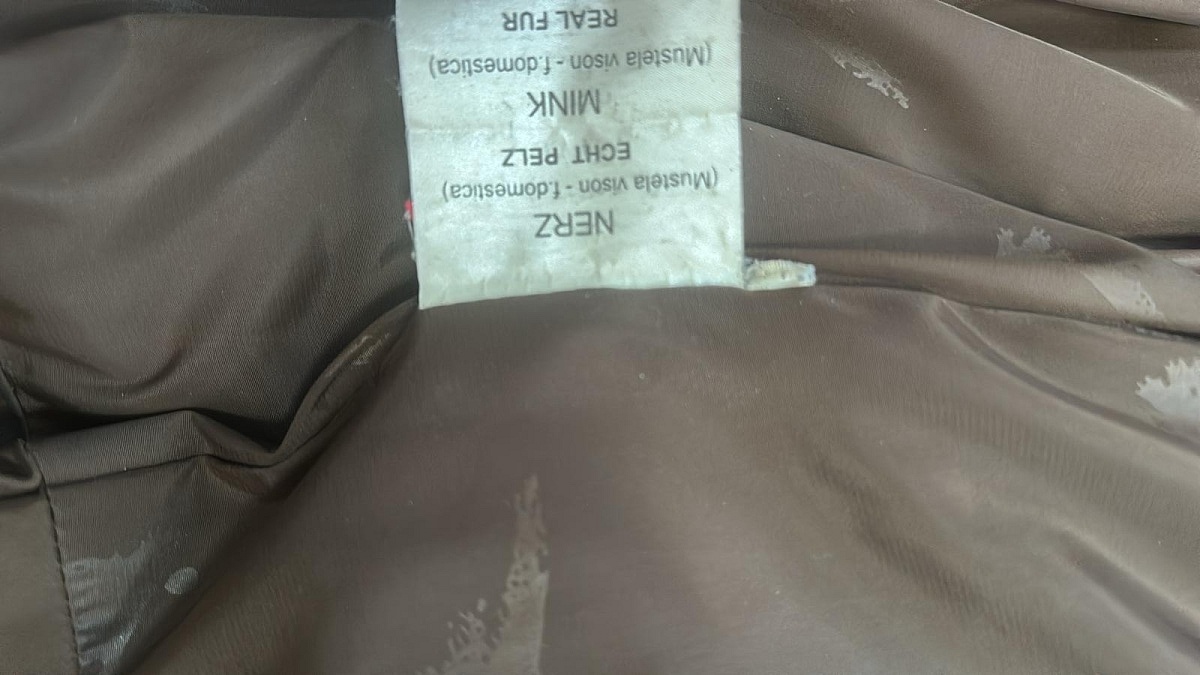 NERZ
(Mustela vison - f.domestica)
ECHT PELZ
MINK
(Mustela vison - f.domestica)
REAL FUR